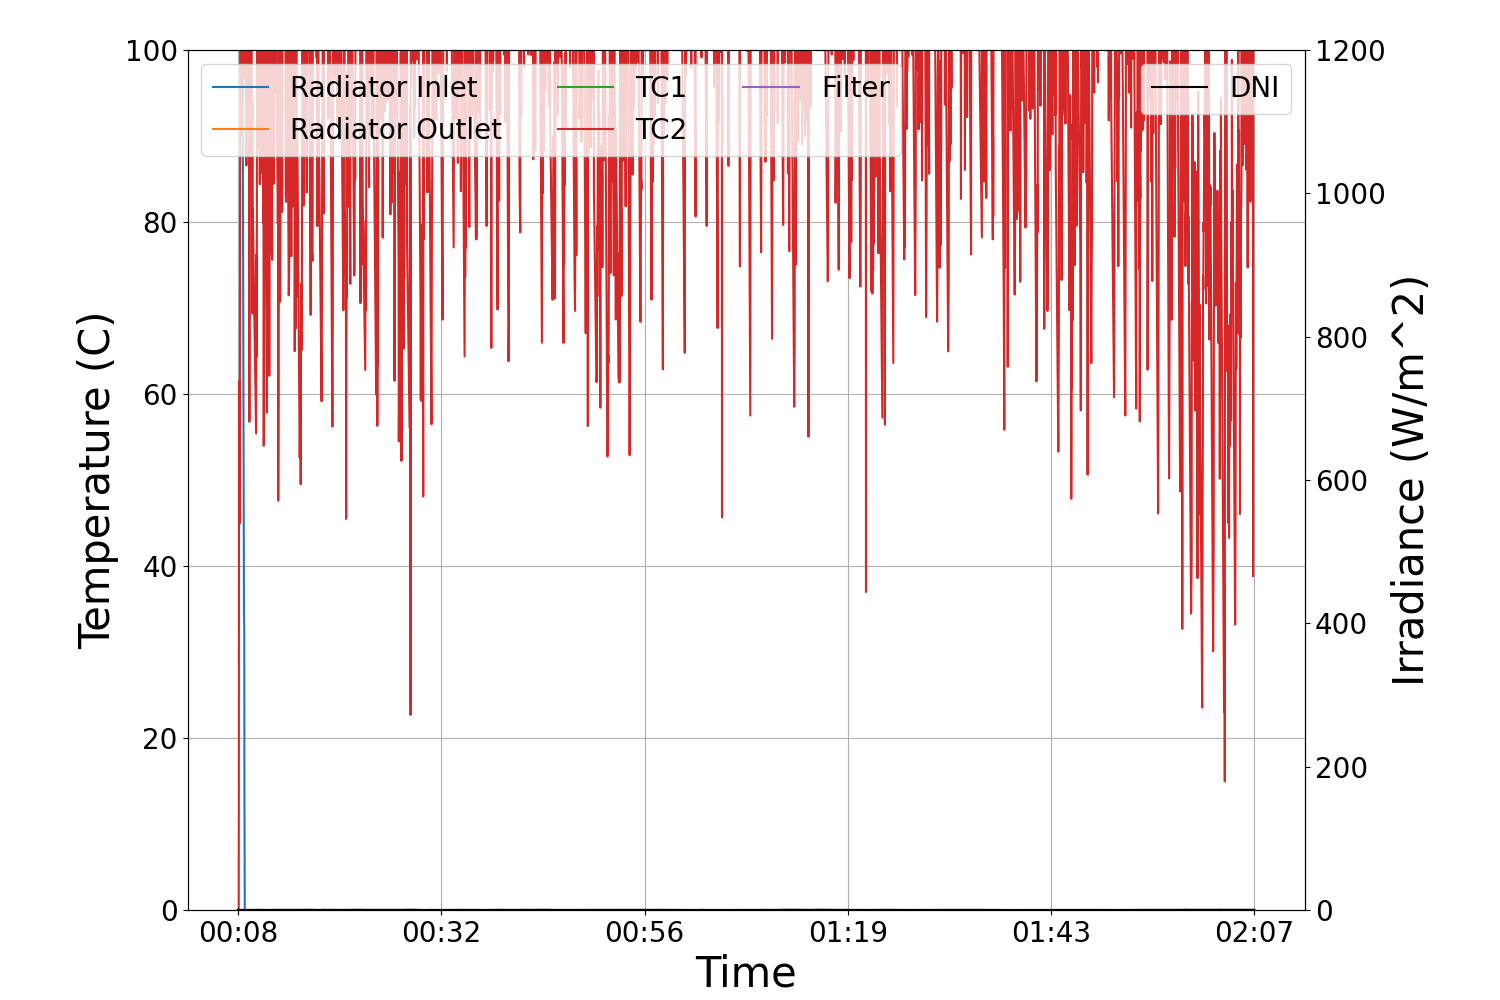 100
80
60
40
20
0
Temperature (C)
Radiator Inlet
Radiator Outlet
TC1
TC2
Filter
DNI
1200
1000
800
600
400
200
0
Irradiance (W/m^2)
00:08 00:32 00:56 01:19 01:43 02:07
Time